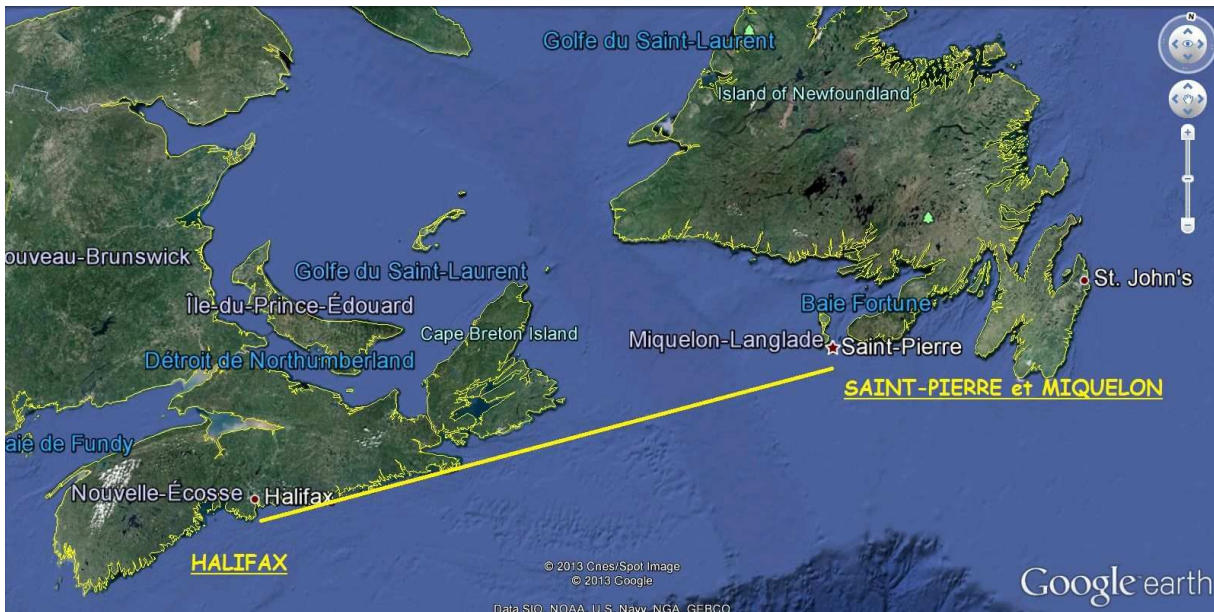 N
Golfe du Saint-Laurent
Island of Newfoundland
ouveau-Brunswick
Golfe du Saint-Laurent
Île-du-Prince-Édouard
Cape Breton Island
St. John's
Baie Fortune
Miquelon-Langlade
Saint-Pierre
Détroit de Northumberland
SAINT-PIERRE et MIQUELON
aie de Fundy
Nouvelle-Écosse
Halifax
HALIFAX
© 2013 Cnes/Spot Image
© 2013 Google
Data SIO, NOAA, U.S. Navy, NGA, GEBCO
Google earth